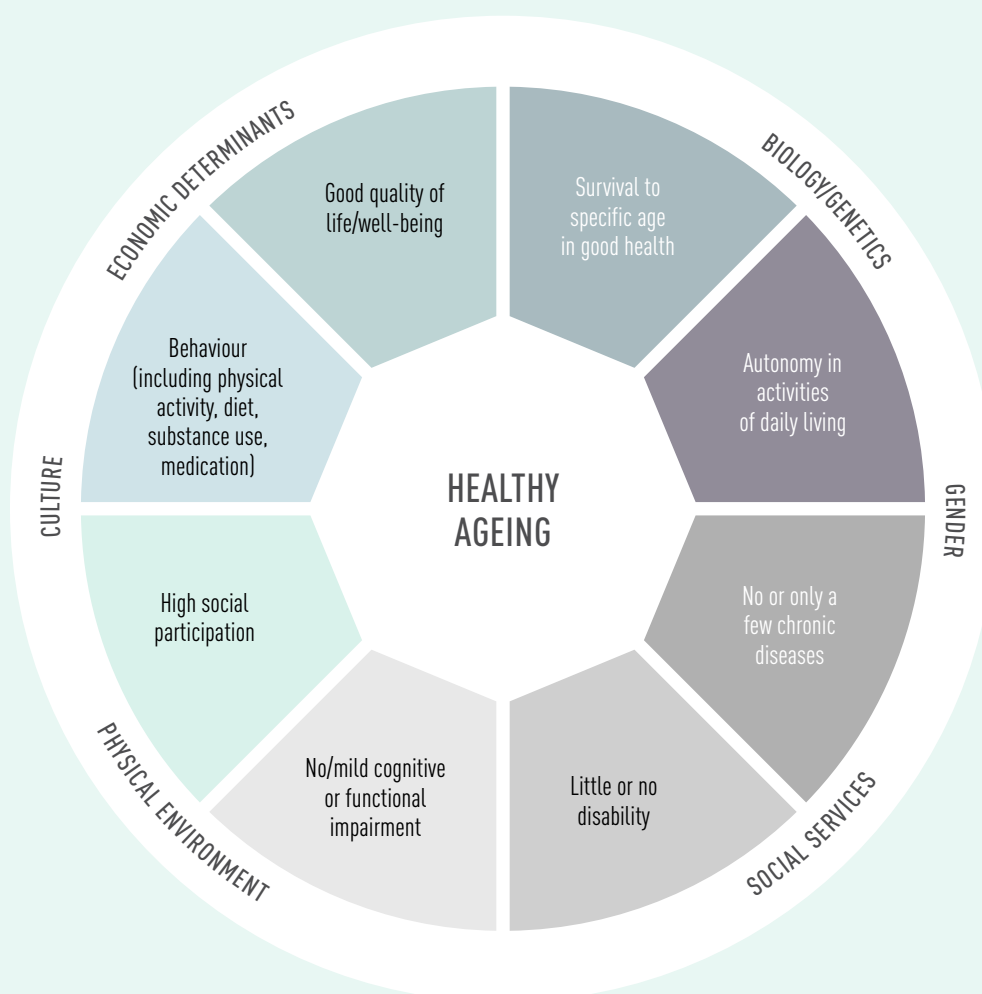 ECONOMIC DETERMINANTS
BIOLOGY/GENETICS
GENDER
SOCIAL SERVICES
PHYSICAL ENVIRONMENT
CULTURE
Good quality of
life/well-being
Survival to
specific age
in good health
Autonomy in
activities
of daily living
No or only a
few chronic
diseases
Little or no
disability
No/mild cognitive
or functional
impairment
High social
participation
Behaviour
(including physical
activity, diet,
substance use,
medication)
HEALTHY
AGEING